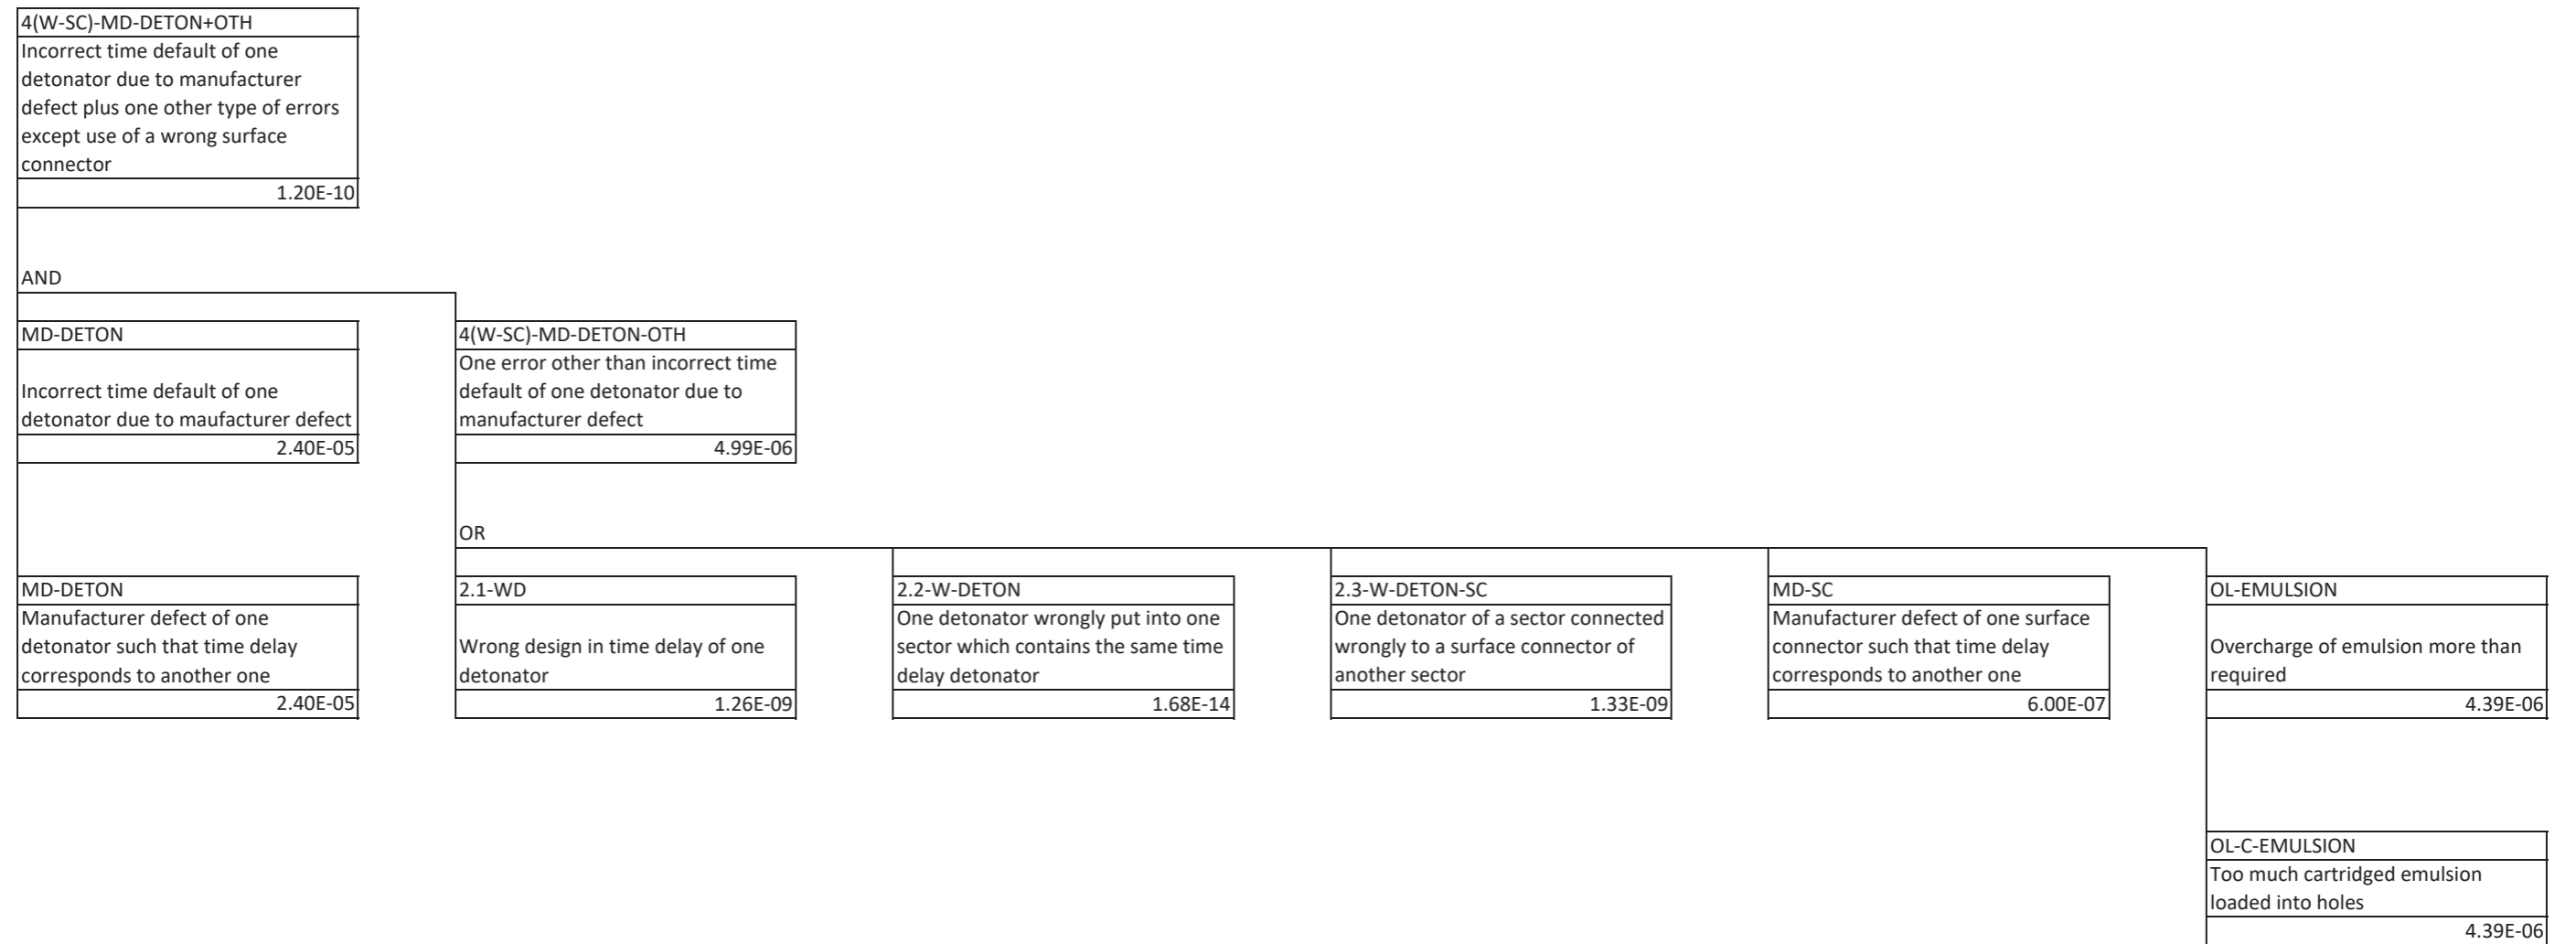 4(W-SC)-MD-DETON+OTH
Incorrect time default of one
detonator due to manufacturer
defect plus one other type of errors
except use of a wrong surface
connector
1.20E-10
AND
MD-DETON
Incorrect time default of one
detonator due to maufacturer defect
2.40E-05
4(W-SC)-MD-DETON-OTH
One error other than incorrect time
default of one detonator due to
manufacturer defect
4.99E-06
OR
MD-DETON
Manufacturer defect of one
detonator such that time delay
corresponds to another one
2.40E-05
2.1-WD
Wrong design in time delay of one
detonator
1.26E-09
2.2-W-DETON
One detonator wrongly put into one
sector which contains the same time
delay detonator
1.68E-14
2.3-W-DETON-SC
One detonator of a sector connected
wrongly to a surface connector of
another sector
1.33E-09
MD-SC
Manufacturer defect of one surface
connector such that time delay
corresponds to another one
6.00E-07
OL-EMULSION
Overcharge of emulsion more than
required
4.39E-06
OL-C-EMULSION
Too much cartridged emulsion
loaded into holes
4.39E-06